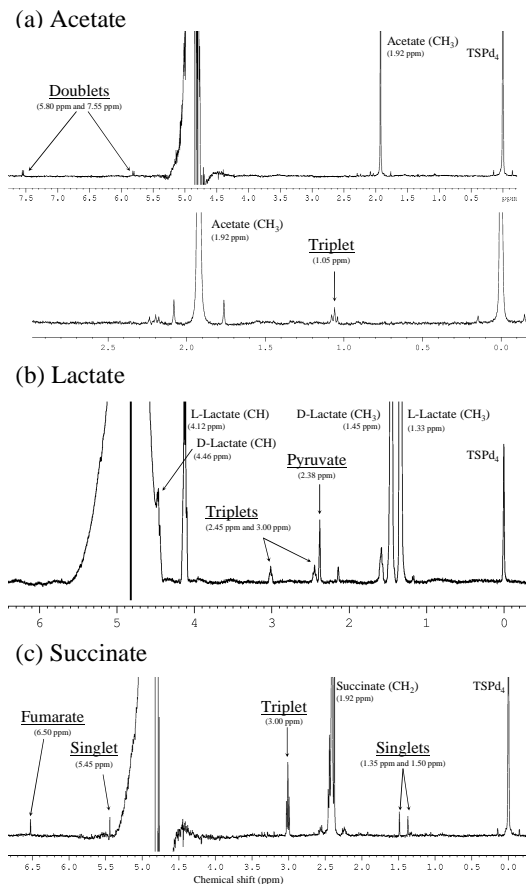 (a) Acetate
Acetate (CH3)
(1.92 ppm)
TSPd4
Doublets
(5.80 ppm and 7.55 ppm)
7.5 7.0 6.5 6.0 5.5 5.0 4.5 4.0 3.5 3.0 2.5 2.0 1.5 1.0 0.5 ppm
Acetate (CH3)
(1.92 ppm)
Triplet
(1.05 ppm)
2.5 2.0 1.5 1.0 0.5 0.0
(b) Lactate
L-Lactate (CH)
(4.12 ppm)
D-Lactate (CH)
(4.46 ppm)
D-Lactate (CH3)
(1.45 ppm)
L-Lactate (CH3)
(1.33 ppm)
Pyruvate
(2.38 ppm)
TSPd4
Triplets
(2.45 ppm and 3.00 ppm)
6 5 4 3 2 1 0
(c) Succinate
Succinate (CH2)
(1.92 ppm)
TSPd4
Triplet
(3.00 ppm)
Fumarate
(6.50 ppm)
Singlet
(5.45 ppm)
Singlets
(1.35 ppm and 1.50 ppm)
6.5 6.0 5.5 5.0 4.5 4.0 3.5 3.0 2.5 2.0 1.5 1.0 0.5 0.0
Chemical shift (ppm)